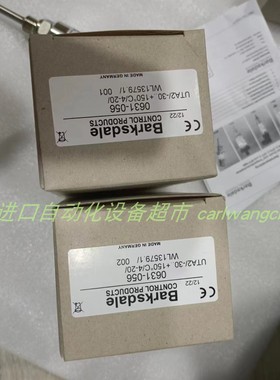 12/22
Barksdale
CONTROL PRODUCTS
0631-056
UTA2/-30 +150°C/4-20/
WL13579 1/ 001
MADE IN GERMANY
进口自动化设备超市 carlwangch
12/22
Barksdale
CONTROL PRODUCTS
0631-056
UTA2/-30 +150°C/4-20/
WL13579 1/ 002
MADE IN GERMANY